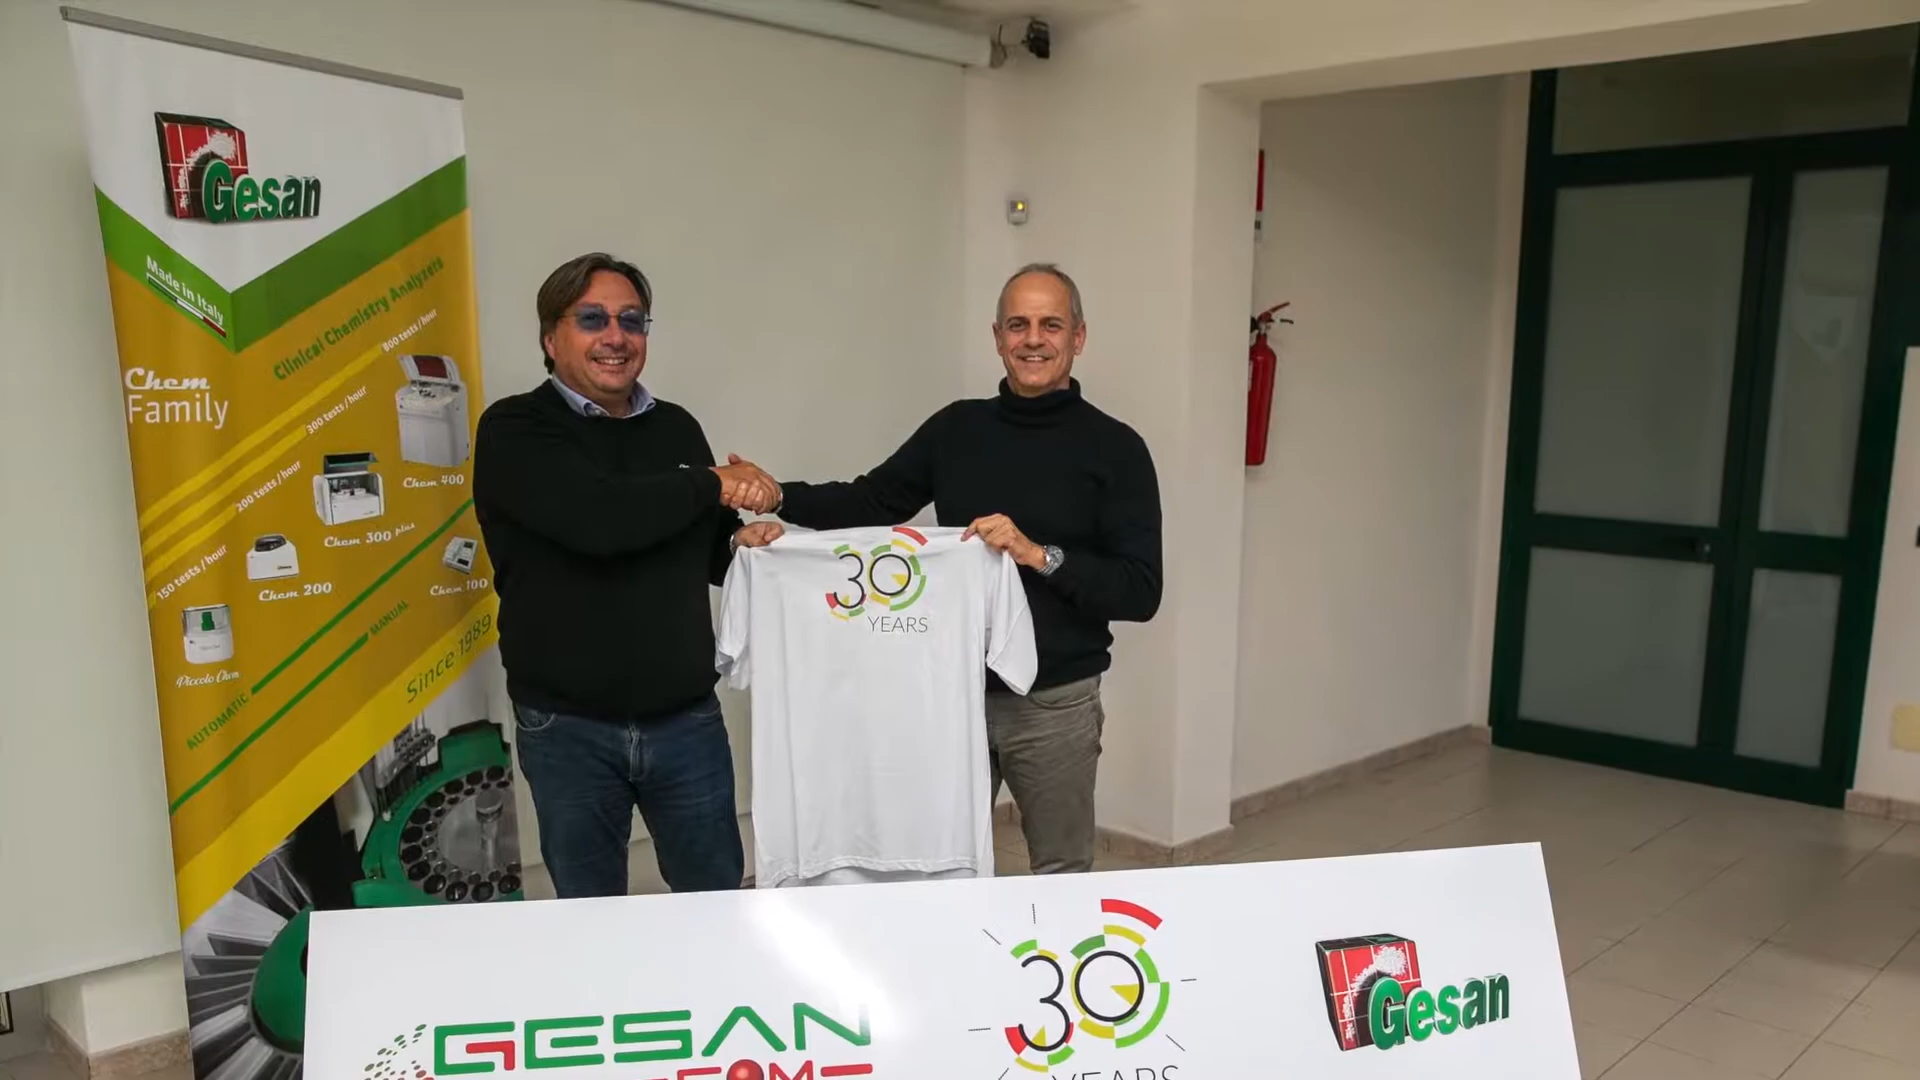 Gesan
Made in Italy
Clinical Chemistry Analyzers
Chem
Family
800 tests/hour
300 tests/hour
200 tests/hour
150 tests/hour
Chem 400
Chem 300 plus
Chem 200
Chem 100
Piccolo Chem
AUTOMATIC
MANUAL
Since 1989
30
YEARS
GESAN
COM
30
YEARS
Gesan